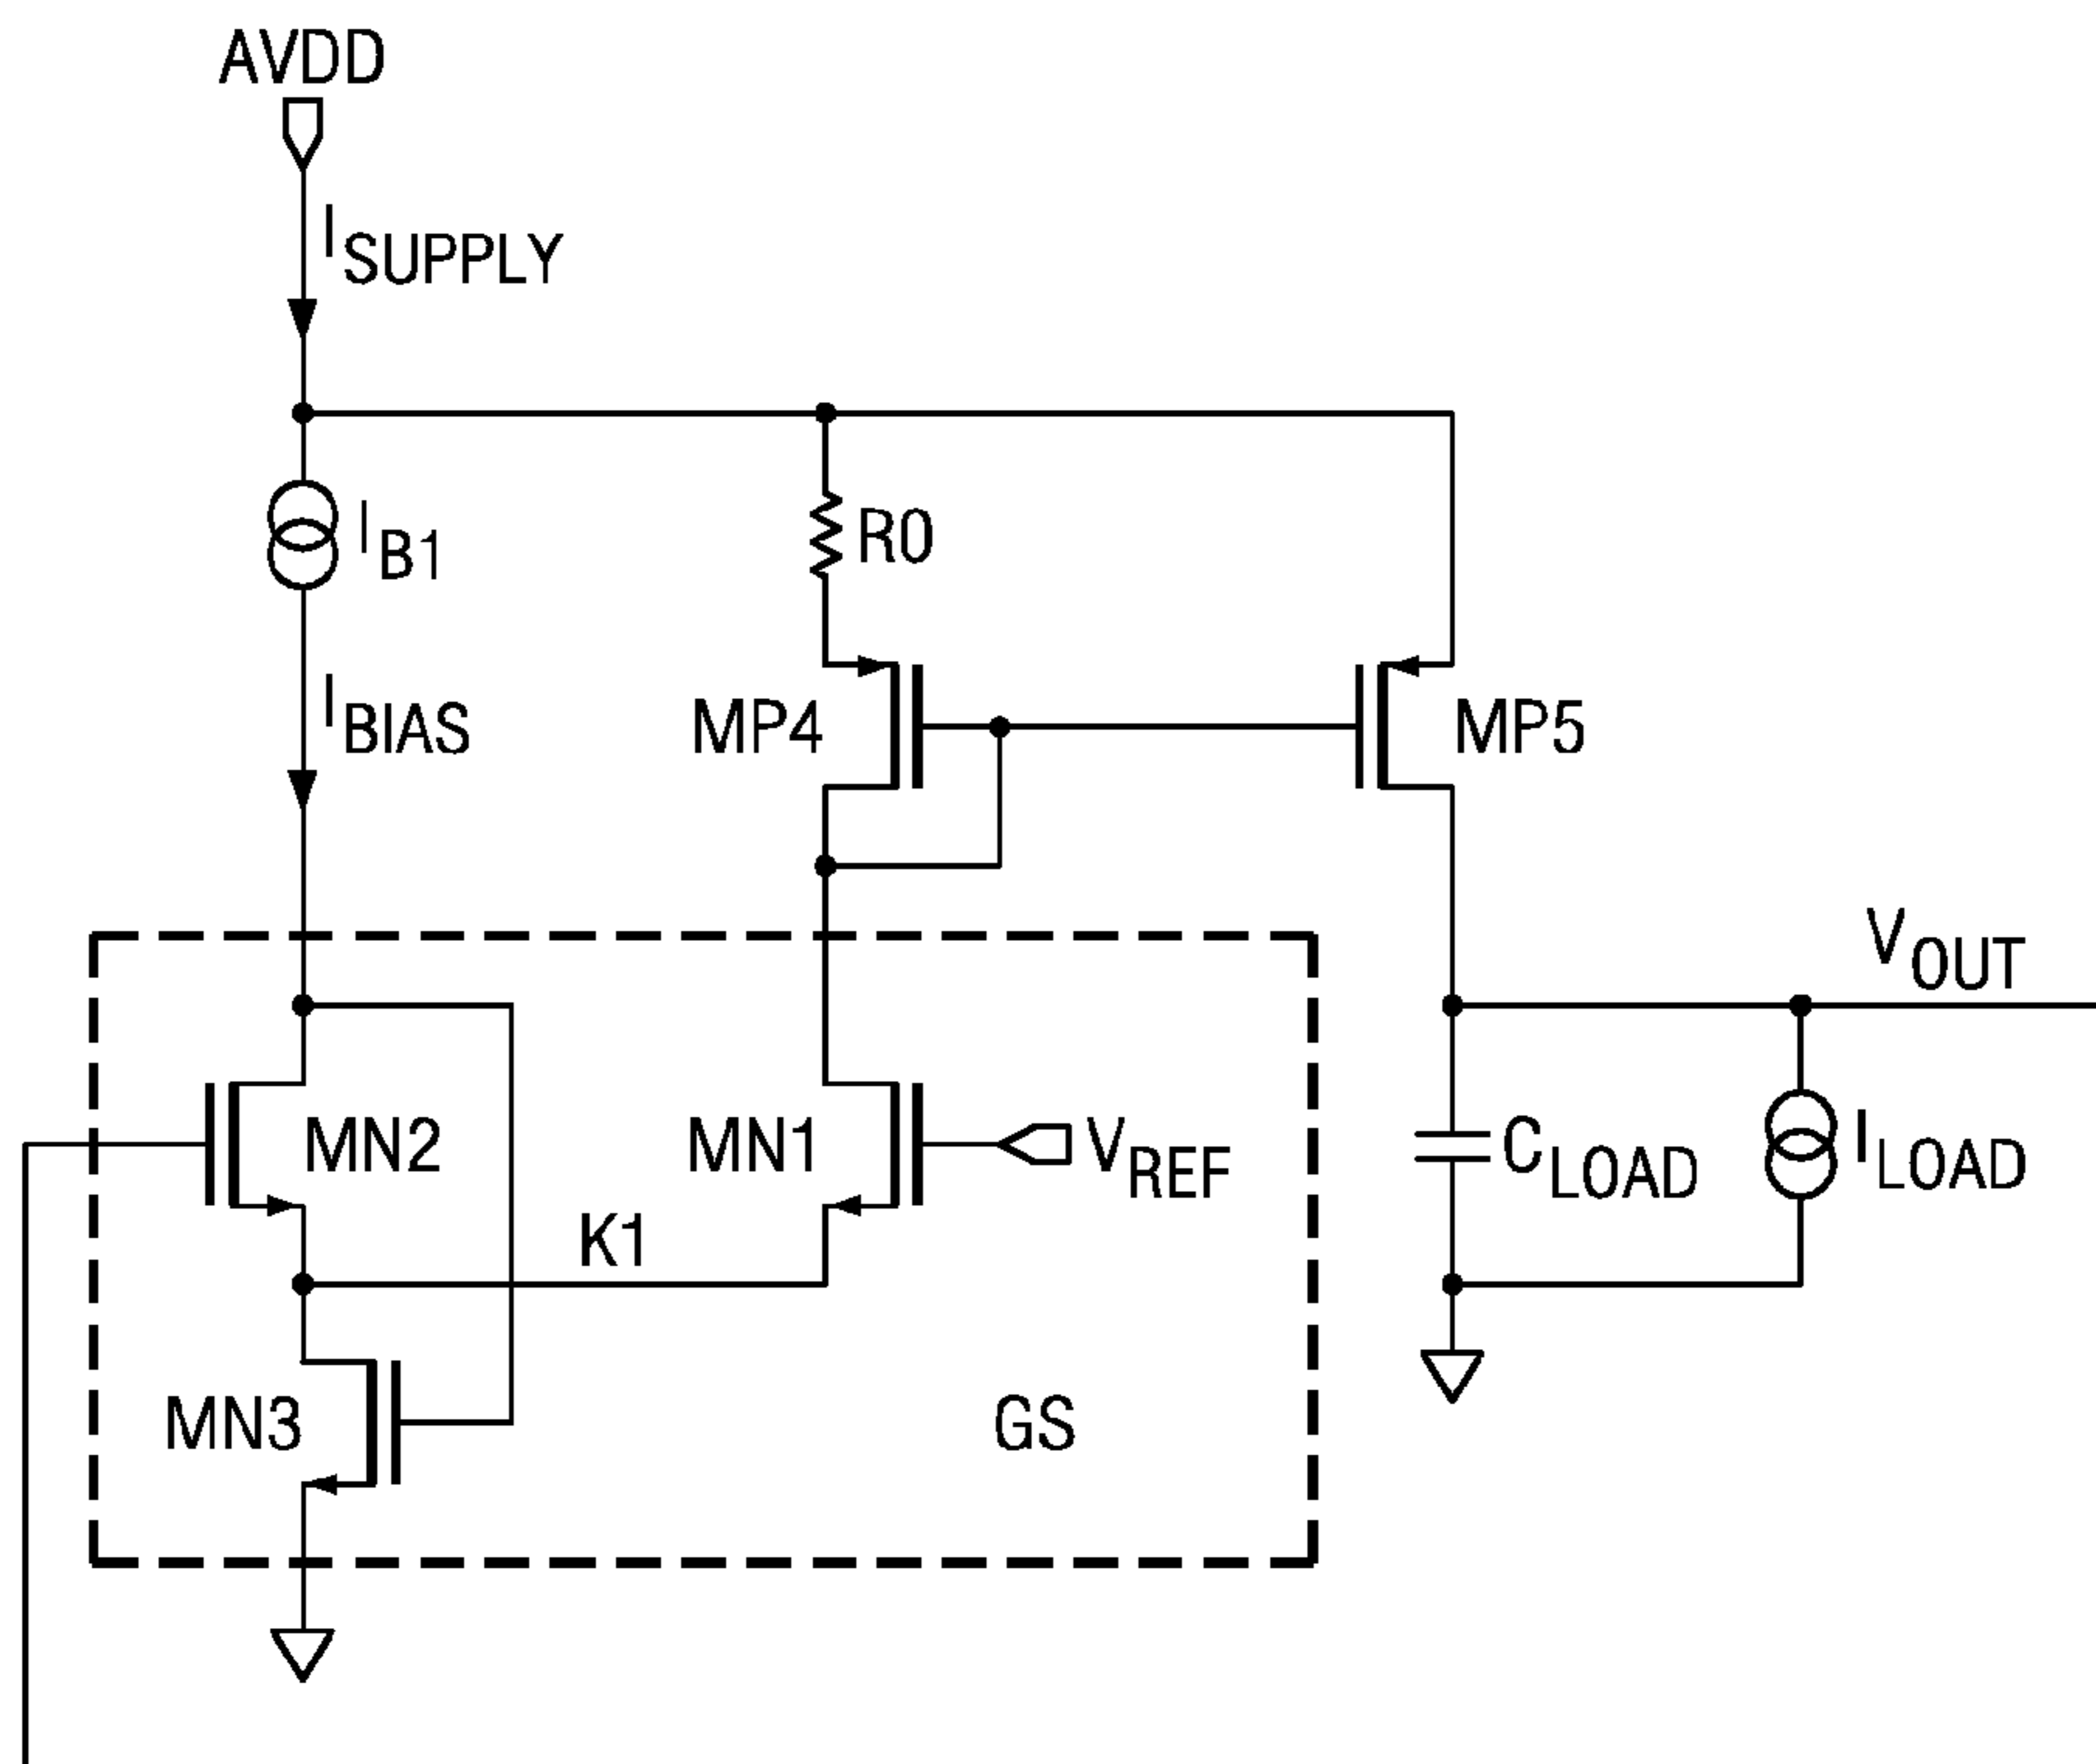 AVDD
ISUPPLY
IB1
R0
IBIAS
MP4
MP5
VOUT
MN2
MN1
VREF
CLOAD
ILOAD
K1
MN3
GS